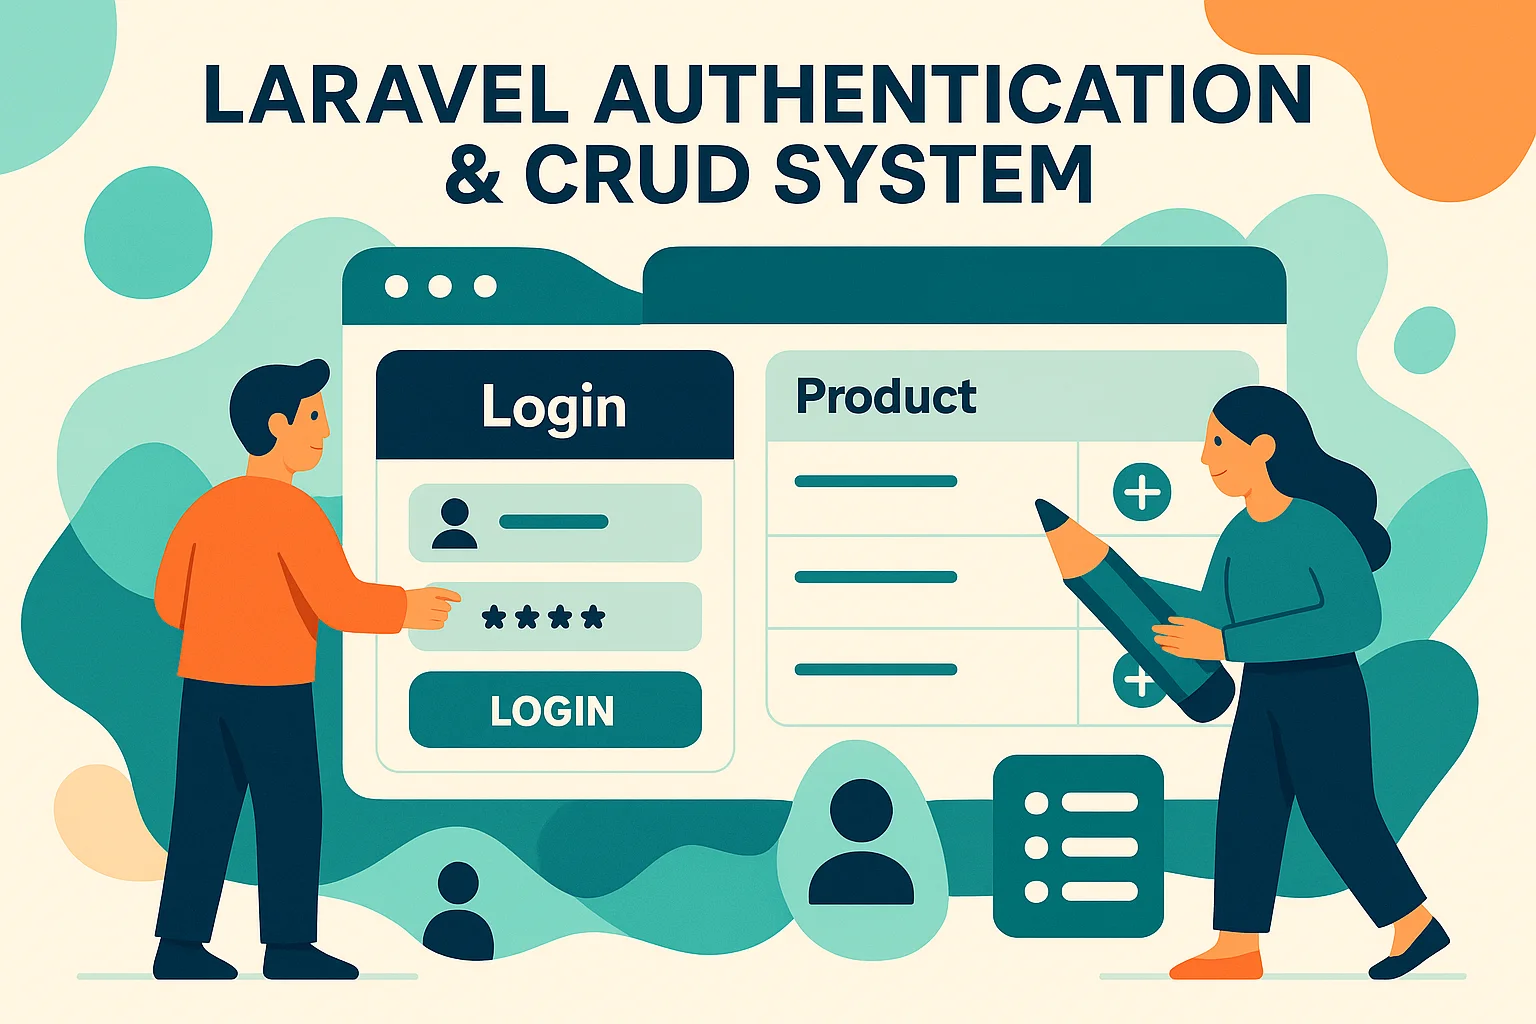 LARAVEL AUTHENTICATION
& CRUD SYSTEM
Login
****
LOGIN
Product